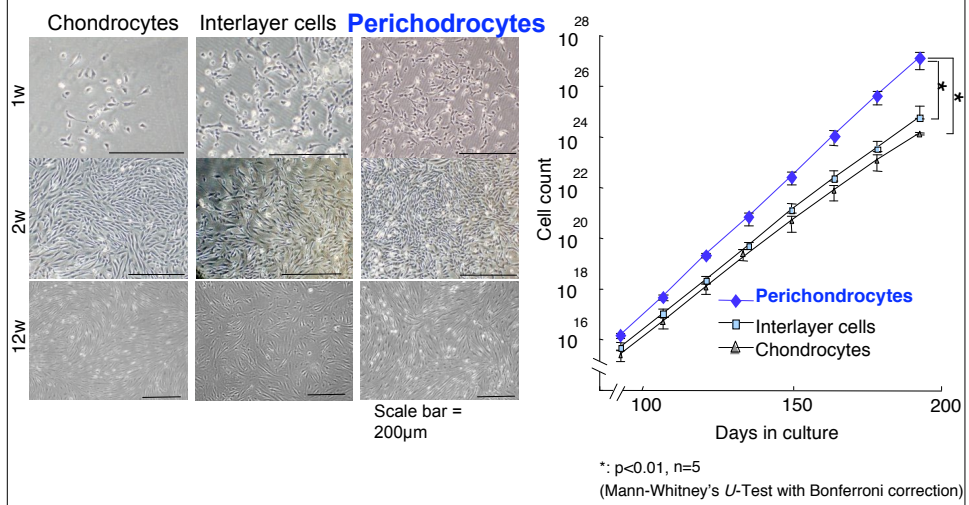 Chondrocytes
Interlayer cells
Perichodrocytes
1w
2w
12w
Scale bar =
200µm
Cell count
10 28
10 26
10 24
10 22
10 20
10 18
10 16
Perichondrocytes
Interlayer cells
Chondrocytes
* *
100 150 200
Days in culture
*: p<0.01, n=5
(Mann-Whitney's U-Test with Bonferroni correction)